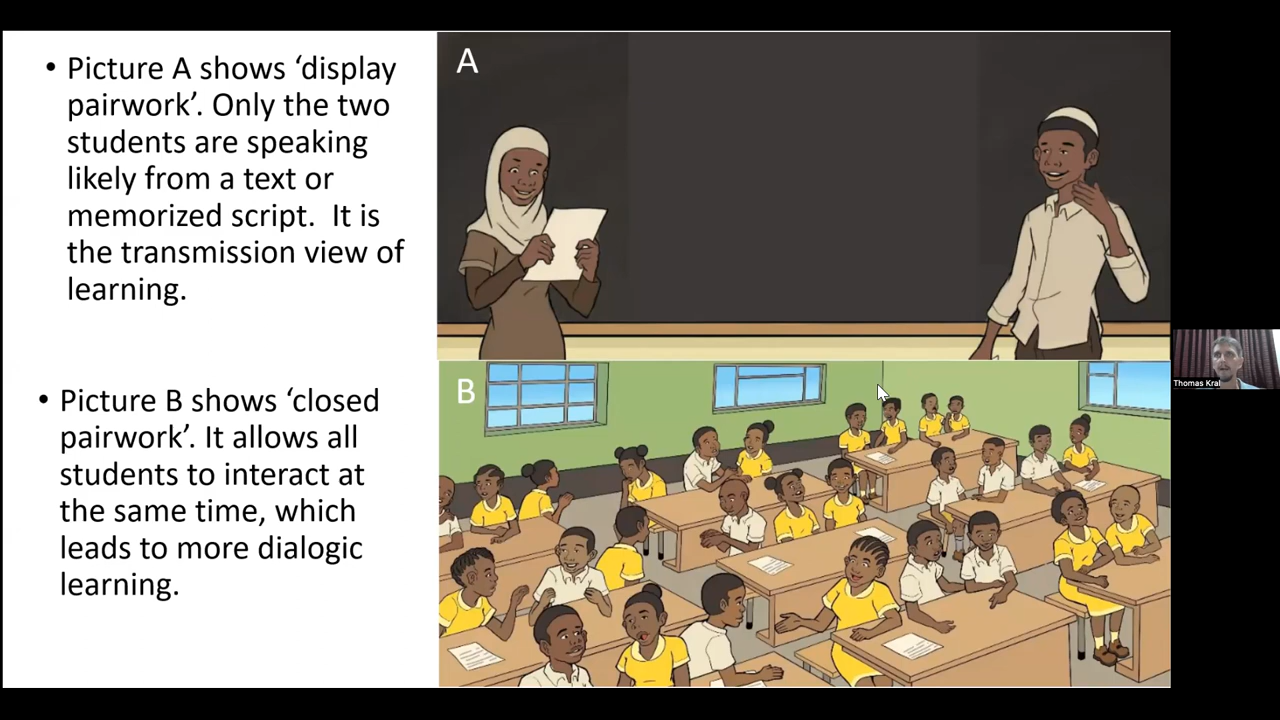 • Picture A shows ‘display
pairwork’. Only the two
students are speaking
likely from a text or
memorized script.  It is
the transmission view of
learning.
• Picture B shows ‘closed
pairwork’. It allows all
students to interact at
the same time, which
leads to more dialogic
learning.
A
B
Thomas Kral